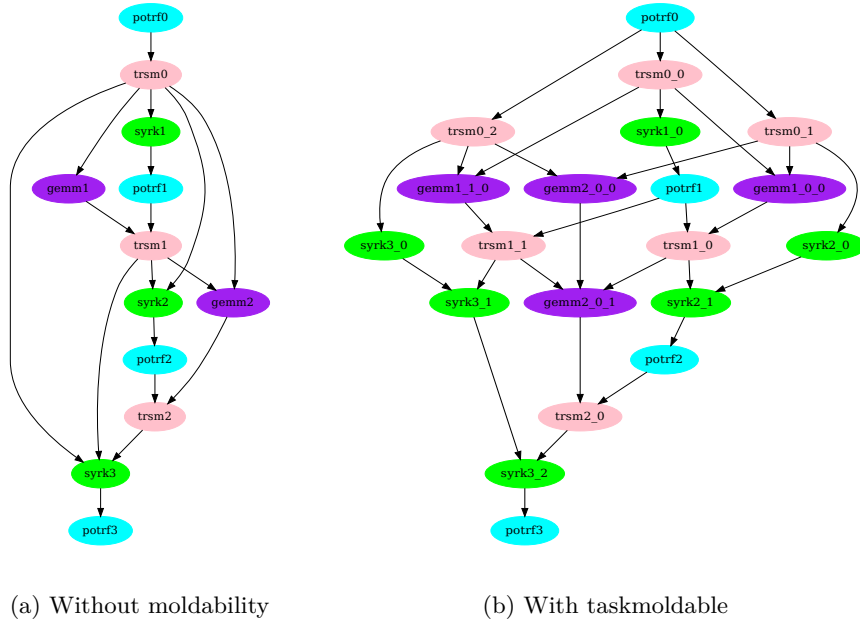 potrf0
trsm0
syrk1
gemm1
potrf1
trsm1
syrk2
gemm2
potrf2
trsm2
syrk3
potrf3
(a) Without moldability
potrf0
trsm0_0
trsm0_2
syrk1_0
trsm0_1
gemm1_1_0
gemm2_0_0
potrf1
gemm1_0_0
syrk3_0
trsm1_1
trsm1_0
syrk2_0
syrk3_1
gemm2_0_1
syrk2_1
potrf2
trsm2_0
syrk3_2
potrf3
(b) With taskmoldable